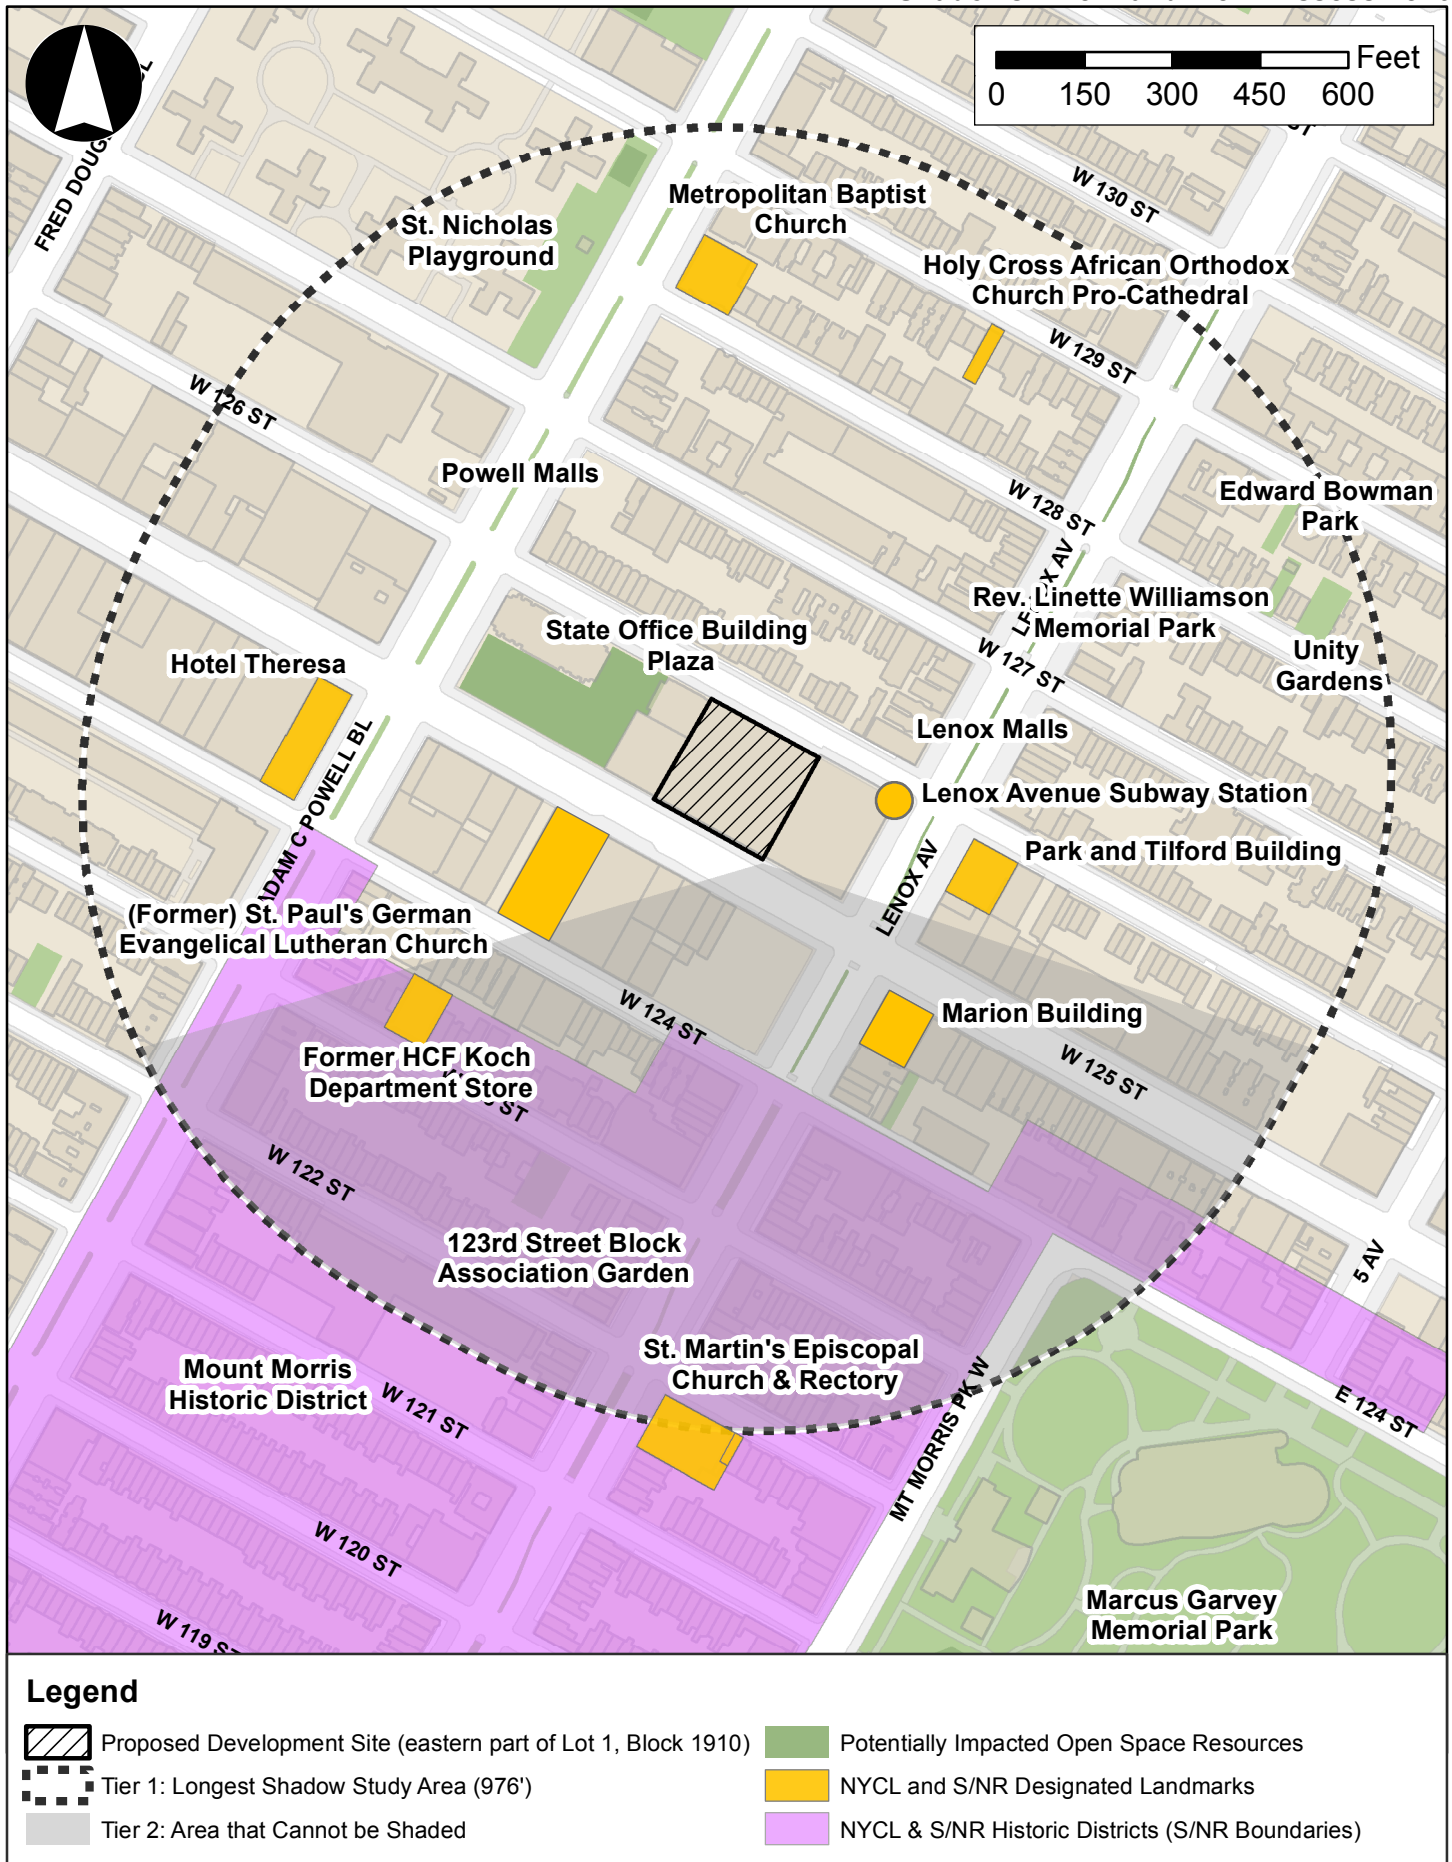 Feet
0 150 300 450 600
W 130 ST
FRED DOUG
Metropolitan Baptist
Church
St. Nicholas
Playground
Holy Cross African Orthodox
Church Pro-Cathedral
W 129 ST
W 126 ST
Powell Malls
W 128 ST
Edward Bowman
Park
LENOX AV
Rev. Linette Williamson
Memorial Park
State Office Building
Plaza
W 127 ST
Unity
Gardens
Hotel Theresa
Lenox Malls
ADAM C POWELL BL
Lenox Avenue Subway Station
Park and Tilford Building
LENOX AV
(Former) St. Paul's German
Evangelical Lutheran Church
W 124 ST
Marion Building
Former HCF Koch
Department Store
ST
W 125 ST
W 122 ST
123rd Street Block
Association Garden
5 AV
St. Martin's Episcopal
Church & Rectory
Mount Morris
Historic District
W 121 ST
MT MORRIS PK W
E 124 ST
W 120 ST
Marcus Garvey
Memorial Park
W 119 ST
Legend
Proposed Development Site (eastern part of Lot 1, Block 1910)
Tier 1: Longest Shadow Study Area (976')
Tier 2: Area that Cannot be Shaded
Potentially Impacted Open Space Resources
NYCL and S/NR Designated Landmarks
NYCL & S/NR Historic Districts (S/NR Boundaries)